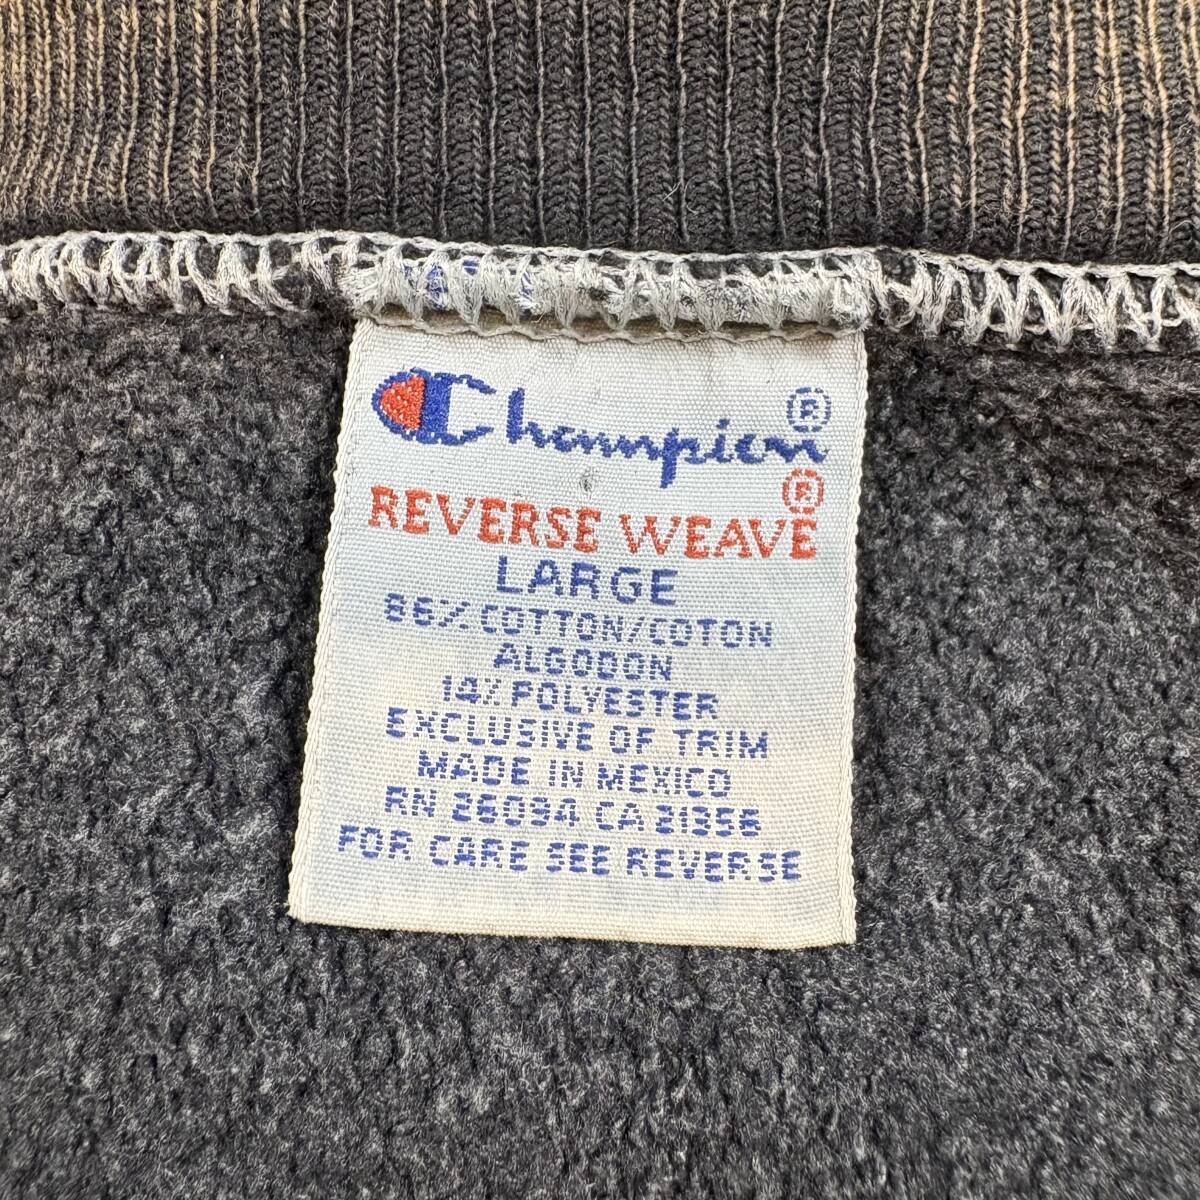 Champion®
REVERSE WEAVE®
LARGE
86% COTTON/COTON
ALGODON
14% POLYESTER
EXCLUSIVE OF TRIM
MADE IN MEXICO
RN 26094 CA 21356
FOR CARE SEE REVERSE